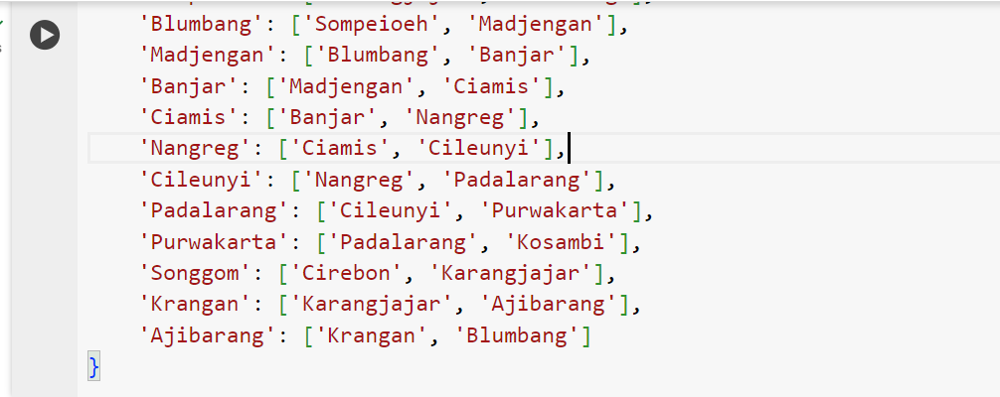 'Blumbang': ['Sompeioeh', 'Madjengan'],
'Madjengan': ['Blumbang', 'Banjar'],
'Banjar': ['Madjengan', 'Ciamis'],
'Ciamis': ['Banjar', 'Nangreg'],
'Nangreg': ['Ciamis', 'Cileunyi'],
'Cileunyi': ['Nangreg', 'Padalarang'],
'Padalarang': ['Cileunyi', 'Purwakarta'],
'Purwakarta': ['Padalarang', 'Kosambi'],
'Songgom': ['Cirebon', 'Karangjajar'],
'Krangan': ['Karangjajar', 'Ajibarang'],
'Ajibarang': ['Krangan', 'Blumbang']
}